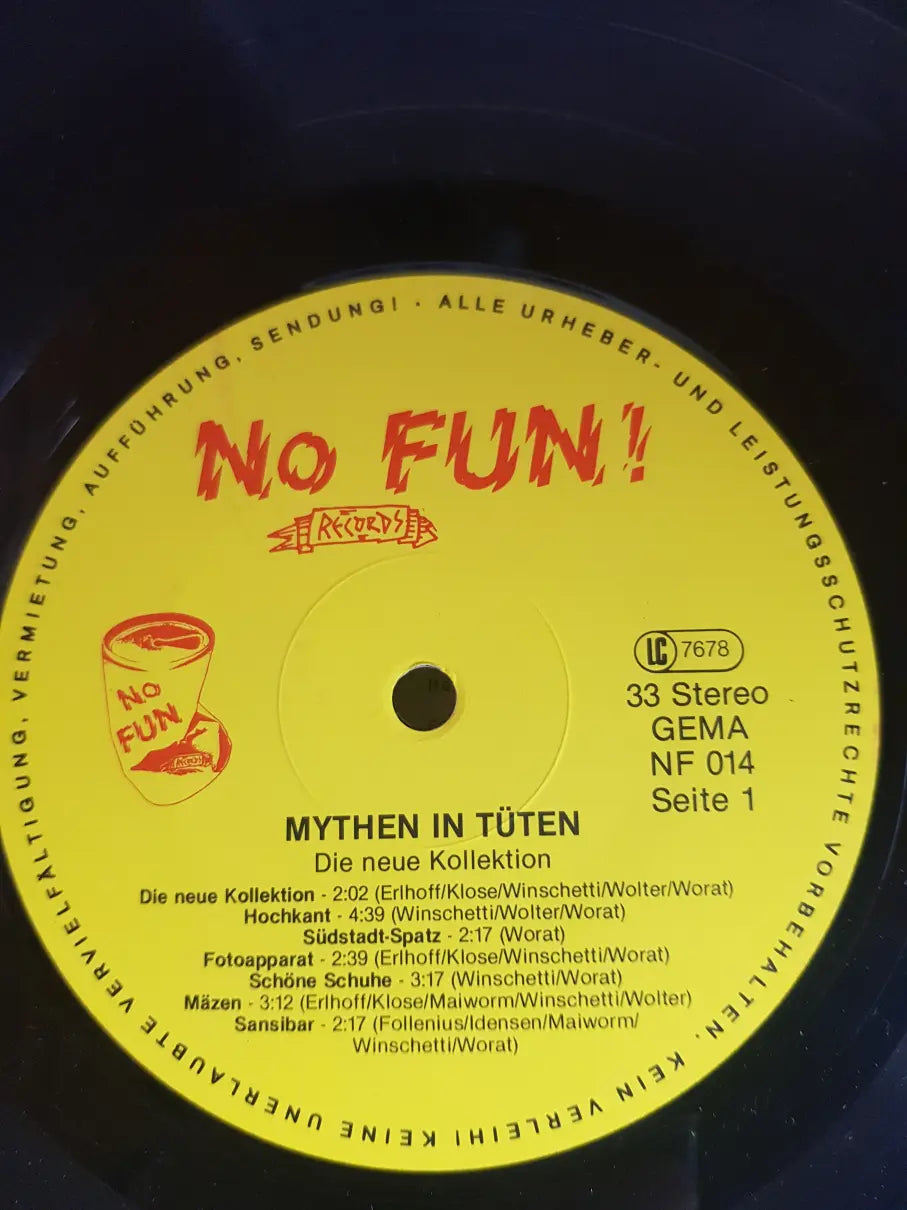 ALLE URHEBER- UND LEISTUNGSSCHUTZRECHTE VORBEHALTEN, KEIN VERLEIH! KEINE UNERLAUBTE VERVIELFÄLTIGUNG, VERMIETUNG, AUFFÜHRUNG, SENDUNG! ·
NO FUN!
RECORDS
NO
FUN
RECORDS
LC 7678
33 Stereo
GEMA
NF 014
Seite 1
MYTHEN IN TÜTEN
Die neue Kollektion
Die neue Kollektion - 2:02 (Erlhoff/Klose/Winschetti/Wolter/Worat)
Hochkant - 4:39 (Winschetti/Wolter/Worat)
Südstadt-Spatz - 2:17 (Worat)
Fotoapparat - 2:39 (Erlhoff/Klose/Winschetti/Worat)
Schöne Schuhe - 3:17 (Winschetti/Worat)
Mäzen - 3:12 (Erlhoff/Klose/Maiworm/Winschetti/Wolter)
Sansibar - 2:17 (Follenius/Idensen/Maiworm/
Winschetti/Worat)